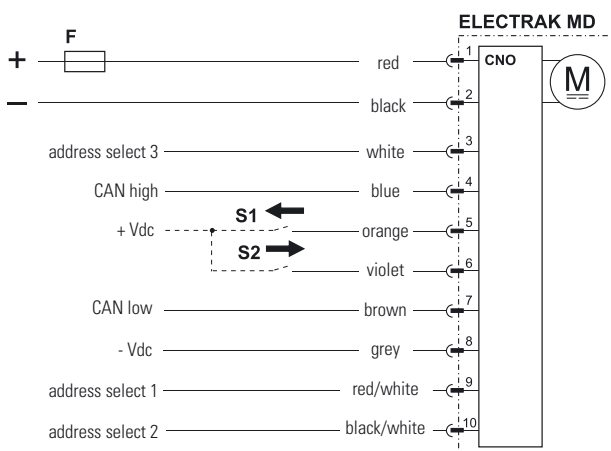 ELECTRAK MD
F
+ red 1 CNO M
− black 2
address select 3 white 3
CAN high blue 4
S1
+ Vdc orange 5
S2
violet 6
CAN low brown 7
- Vdc grey 8
address select 1 red/white 9
address select 2 black/white 10